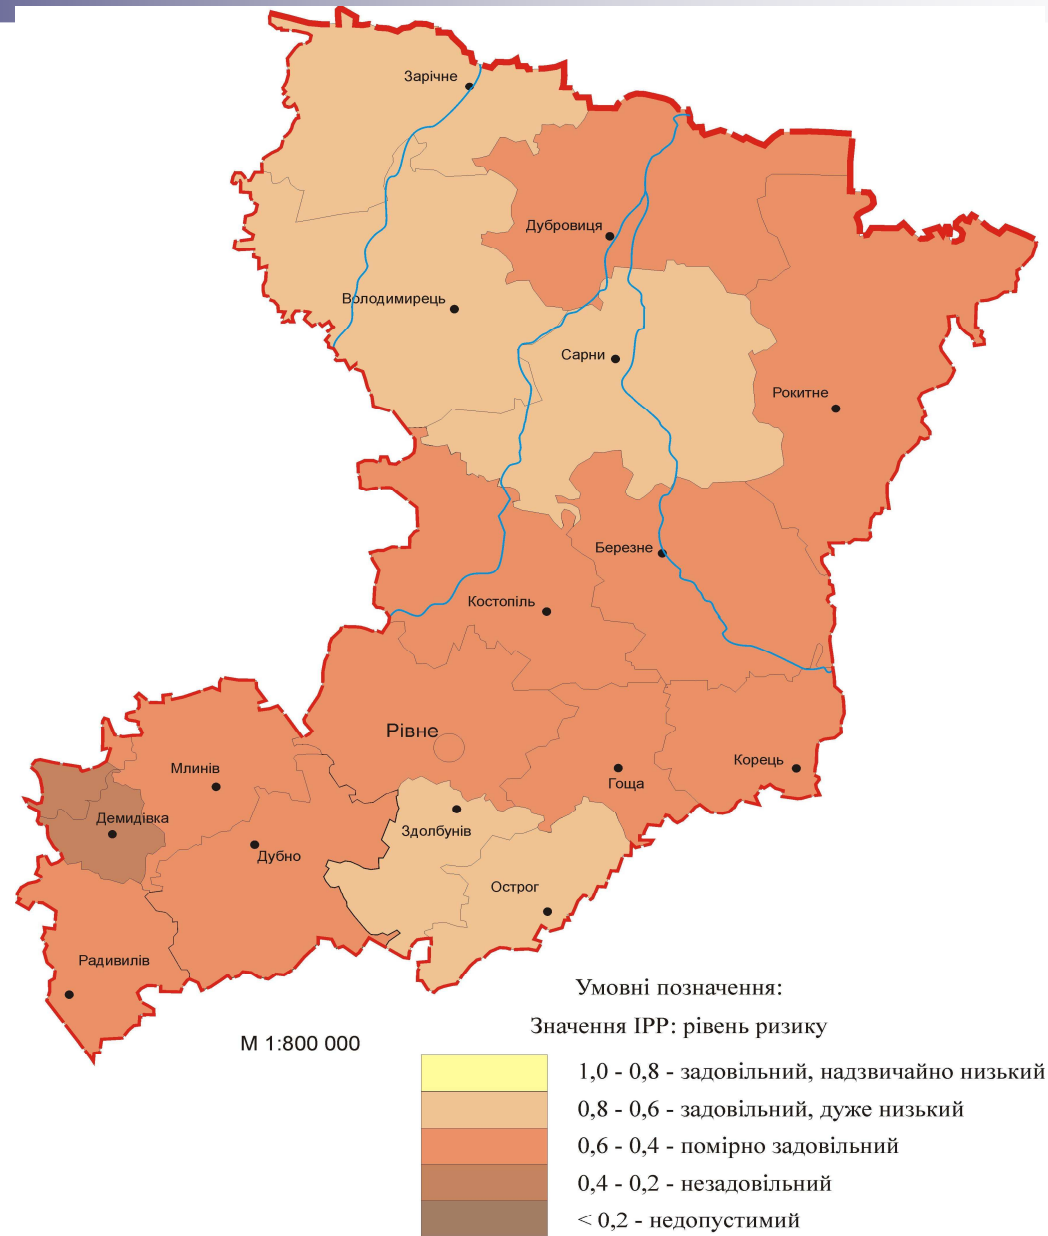 Зарічне
Дубровиця
Володимирець
Сарни
Рокитне
Березне
Костопіль
Рівне
Корець
Млинів
Гоща
Демидівка
Здолбунів
Дубно
Острог
Радивилів
Умовні позначення:
Значення ІРР: рівень ризику
М 1:800 000
1,0 - 0,8 - задовільний, надзвичайно низький
0,8 - 0,6 - задовільний, дуже низький
0,6 - 0,4 - помірно задовільний
0,4 - 0,2 - незадовільний
< 0,2 - недопустимий